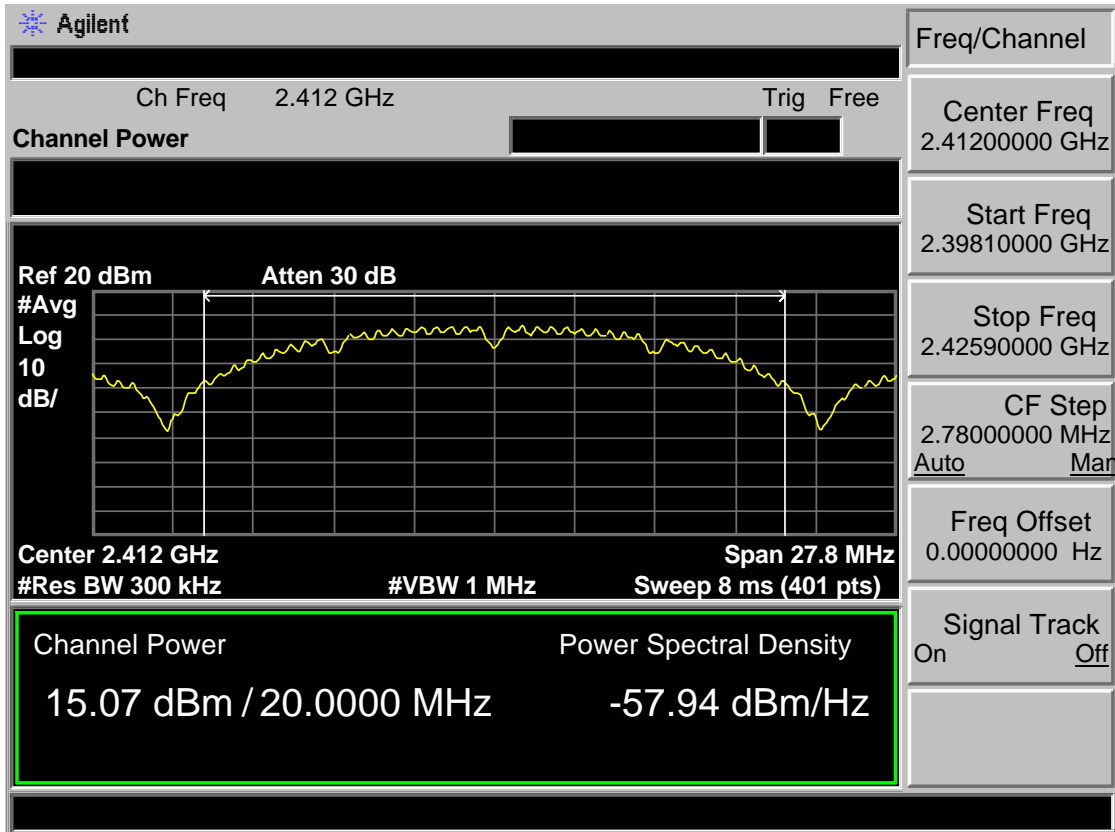 Agilent
Freq/Channel
Ch Freq 2.412 GHz Trig Free
Channel Power
Center Freq
2.41200000 GHz
Start Freq
2.39810000 GHz
Ref 20 dBm Atten 30 dB
#Avg
Log
10
dB/
Stop Freq
2.42590000 GHz
CF Step
2.78000000 MHz
Auto Man
Center 2.412 GHz Span 27.8 MHz
#Res BW 300 kHz #VBW 1 MHz Sweep 8 ms (401 pts)
Freq Offset
0.00000000 Hz
Channel Power Power Spectral Density
15.07 dBm / 20.0000 MHz -57.94 dBm/Hz
Signal Track
On Off